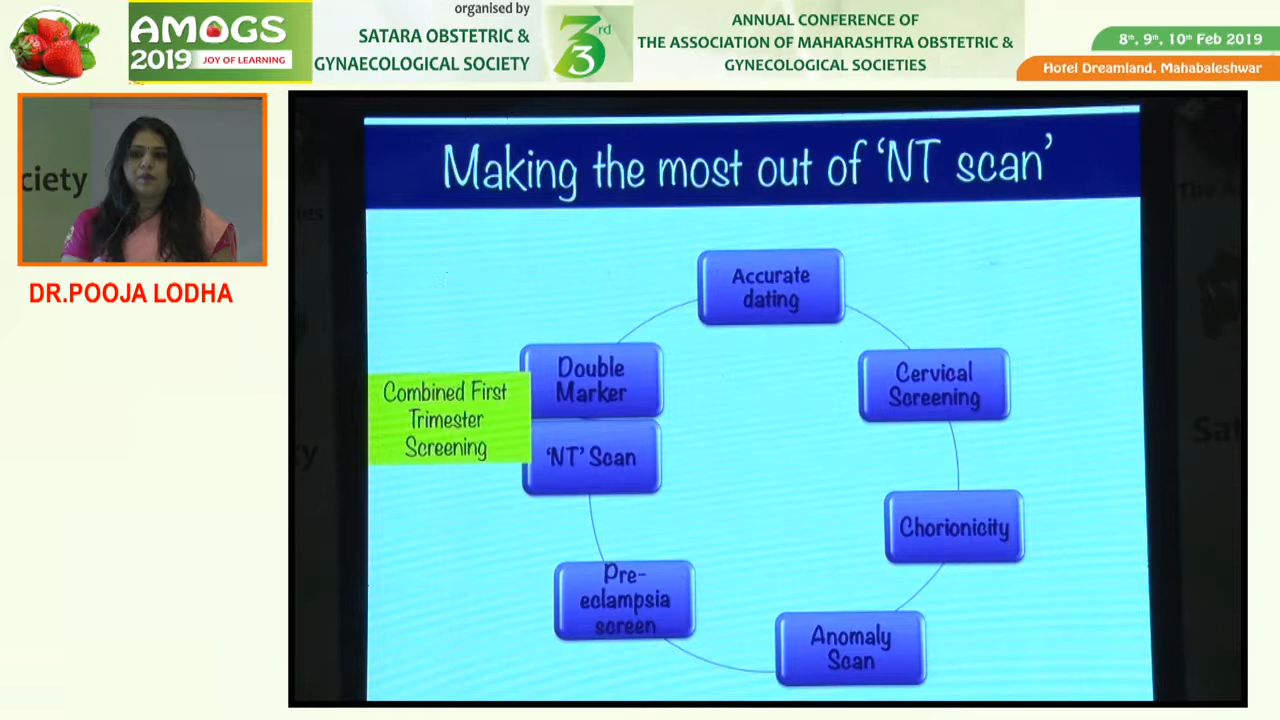 AMOGS
2019 JOY OF LEARNING
organised by
SATARA OBSTETRIC &
GYNAECOLOGICAL SOCIETY
3rd
3
ANNUAL CONFERENCE OF
THE ASSOCIATION OF MAHARASHTRA OBSTETRIC &
GYNECOLOGICAL SOCIETIES
8th, 9th, 10th Feb 2019
Hotel Dreamland, Mahabaleshwar
ciety
DR.POOJA LODHA
Making the most out of 'NT scan'
Accurate
dating
Cervical
Screening
Chorionicity
Anomaly
Scan
Pre-
eclampsia
screen
'NT' Scan
Double
Marker
Combined First
Trimester
Screening